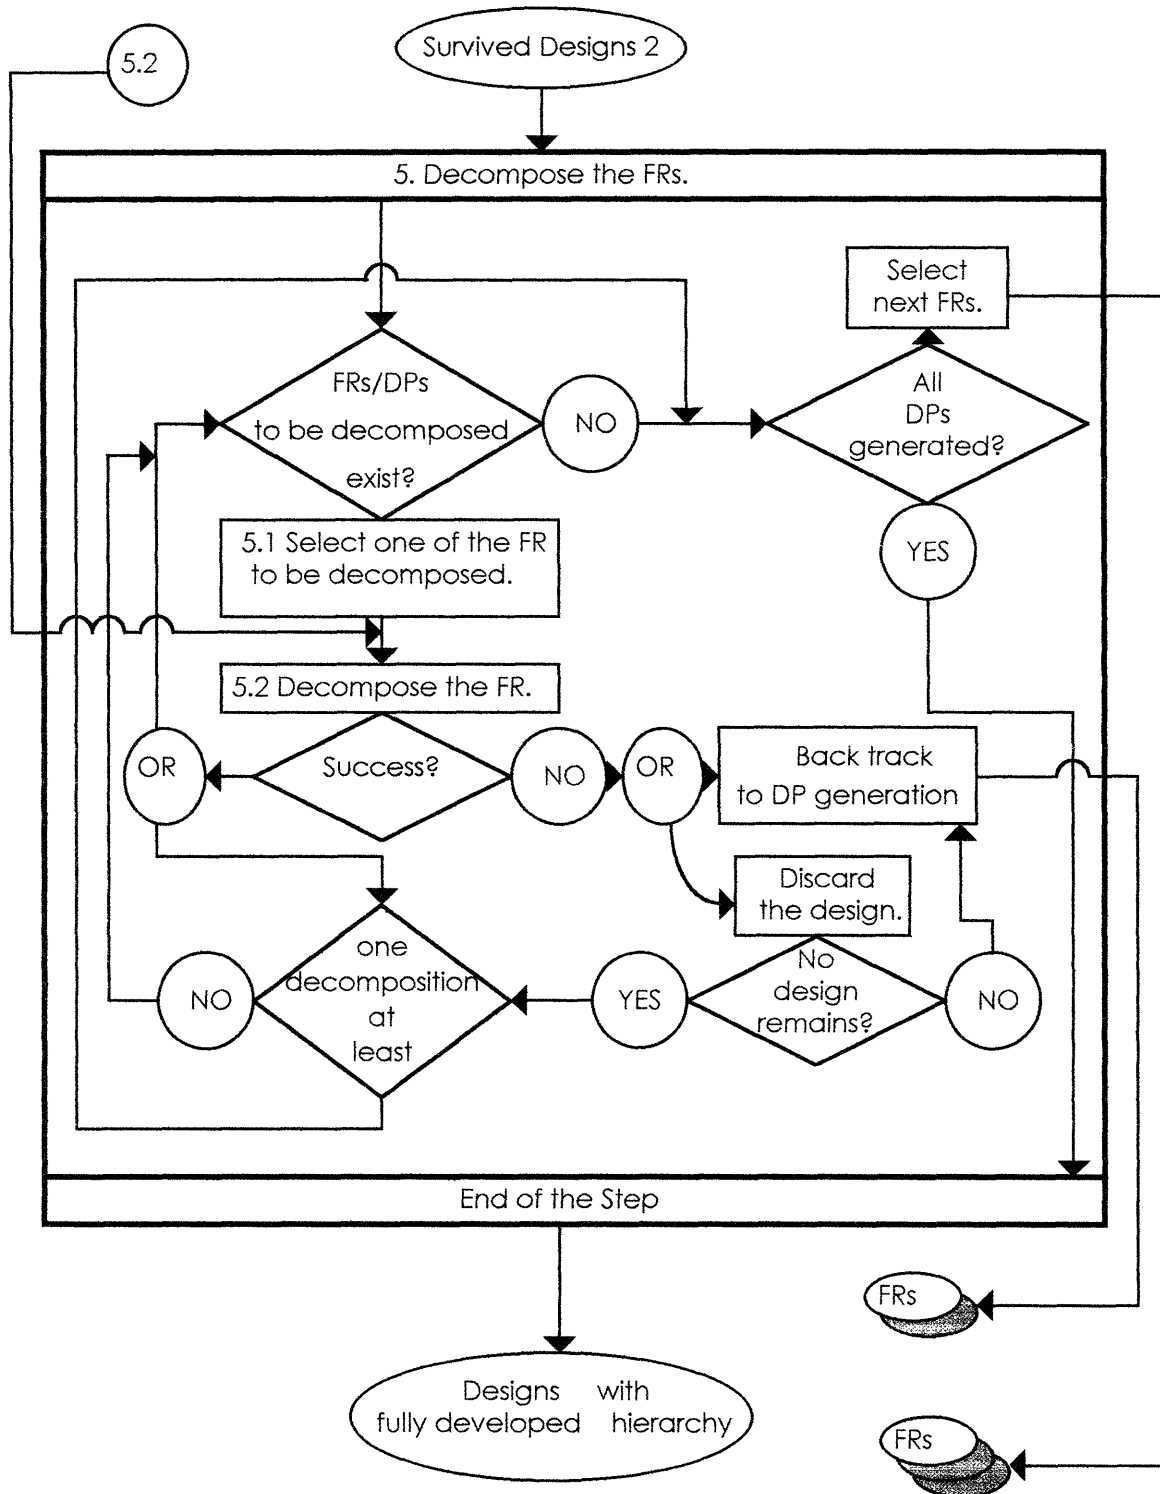 5.2
Survived Designs 2
5. Decompose the FRs.
Select
next FRs.
FRs/DPs
to be decomposed
exist?
NO
All
DPs
generated?
5.1 Select one of the FR
to be decomposed.
YES
5.2 Decompose the FR.
OR
Success?
NO
OR
Back track
to DP generation
Discard
the design.
NO
one
decomposition
at
least
YES
No
design
remains?
NO
End of the Step
FRs
Designs with
fully developed hierarchy
FRs